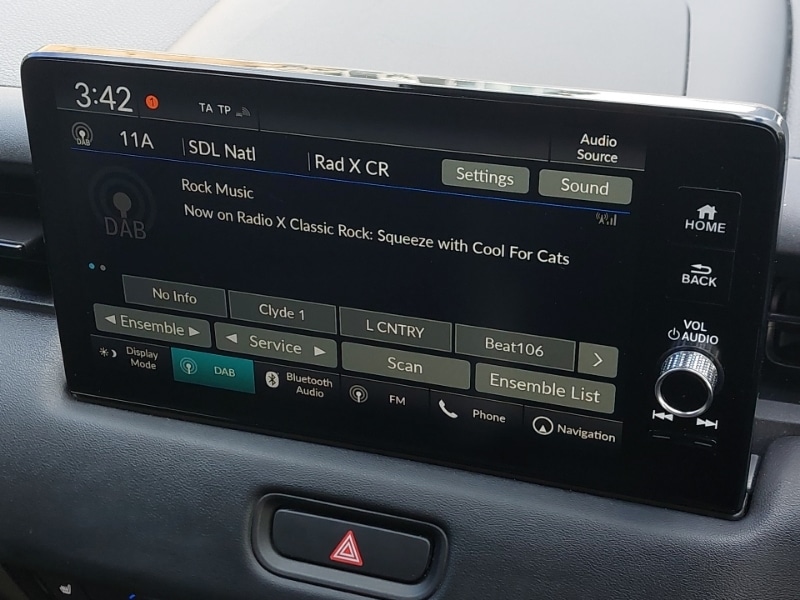 3:42 1 TA TP
DAB 11A SDL Natl Rad X CR Audio Source
Settings Sound
Rock Music
Now on Radio X Classic Rock: Squeeze with Cool For Cats
DAB
HOME
BACK
VOL
AUDIO
No Info Clyde 1 L CNTRY Beat106
Ensemble Service Scan Ensemble List
Display Mode DAB Bluetooth Audio FM Phone Navigation